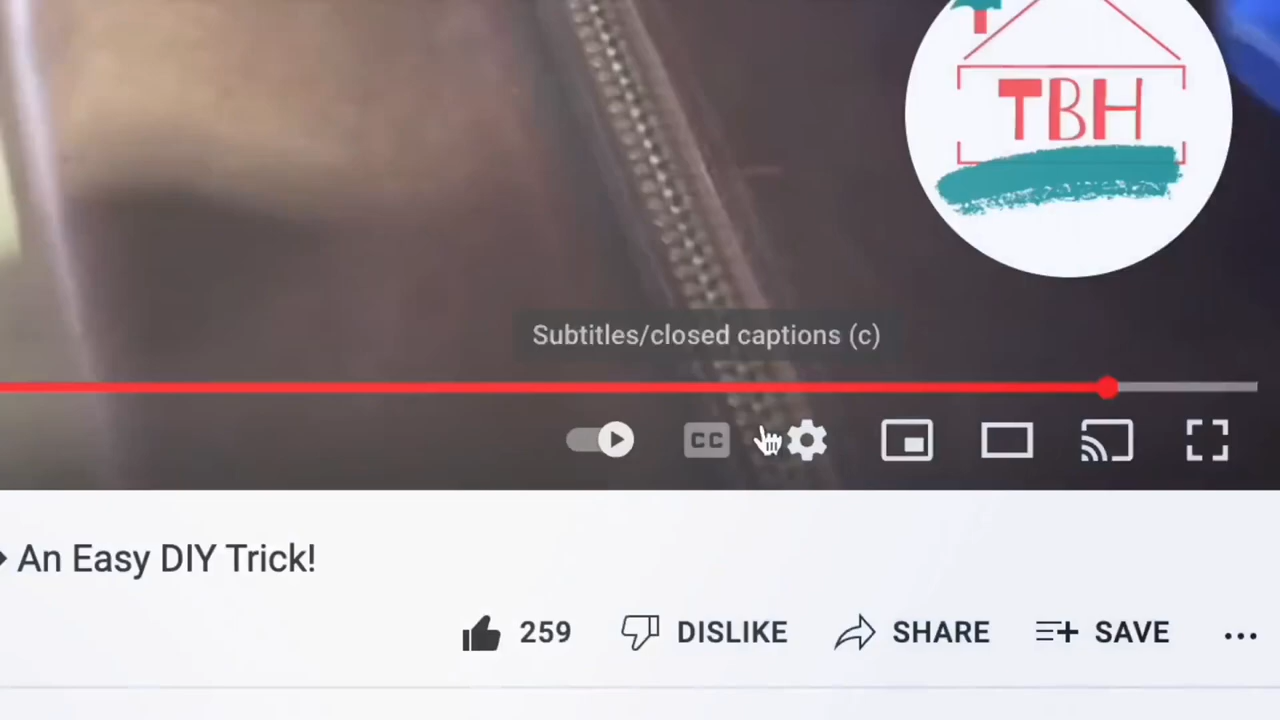 TBH
Subtitles/closed captions (c)
CC
An Easy DIY Trick!
259 DISLIKE SHARE SAVE